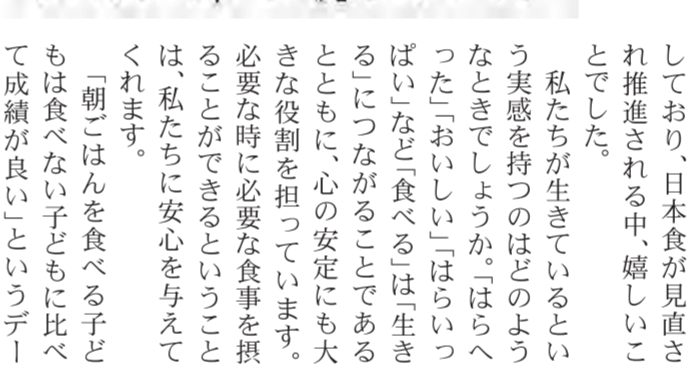 しており、日本食が見直さ
れ推進される中、嬉しいこ
とでした。
私たちが生きているとい
う実感を持つのはどのよう
なときでしょうか。「はらへ
った」「おいしい」「はらいっ
ぱい」など「食べる」は「生き
る」につながることである
とともに、心の安定にも大
きな役割を担っています。
必要な時に必要な食事を摂
ることができるということ
は、私たちに安心を与えて
くれます。
「朝ごはんを食べる子ど
もは食べない子どもに比べ
て成績が良い」というデー